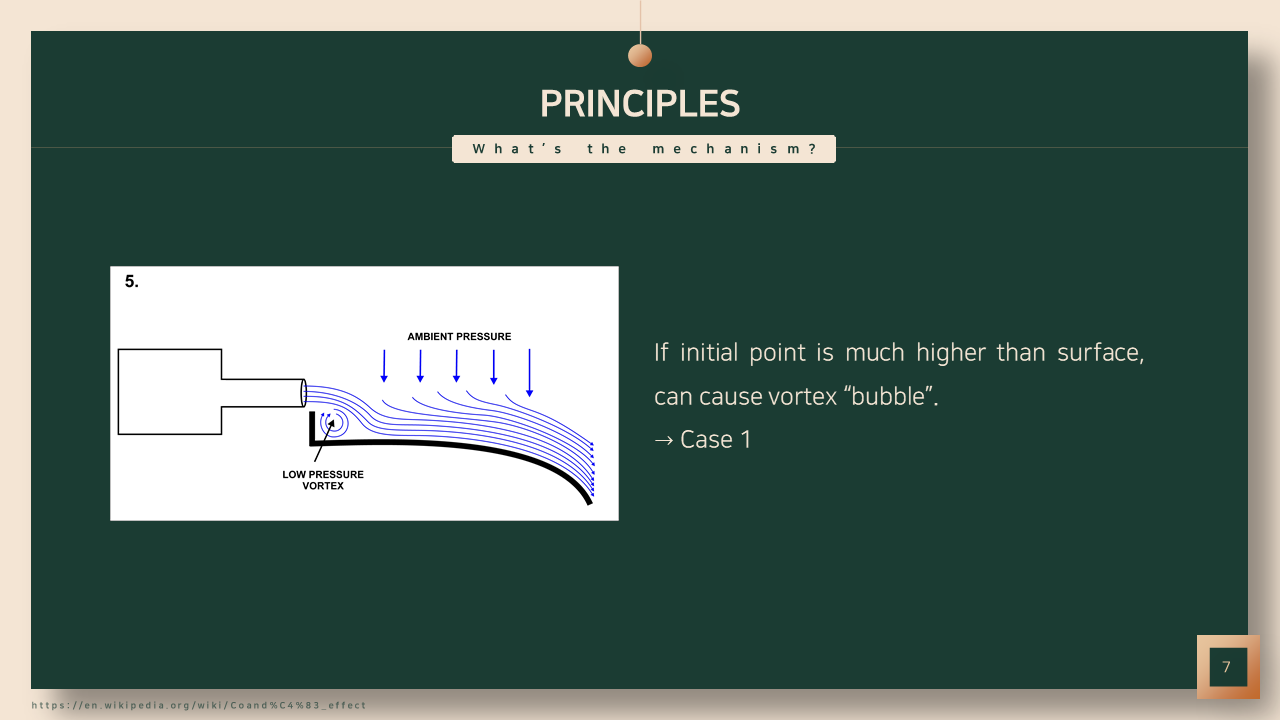 PRINCIPLES
What's the mechanism?
5.
AMBIENT PRESSURE
LOW PRESSURE
VORTEX
If initial point is much higher than surface,
can cause vortex “bubble”.
→ Case 1
7
https://en.wikipedia.org/wiki/Coand%C4%83_effect